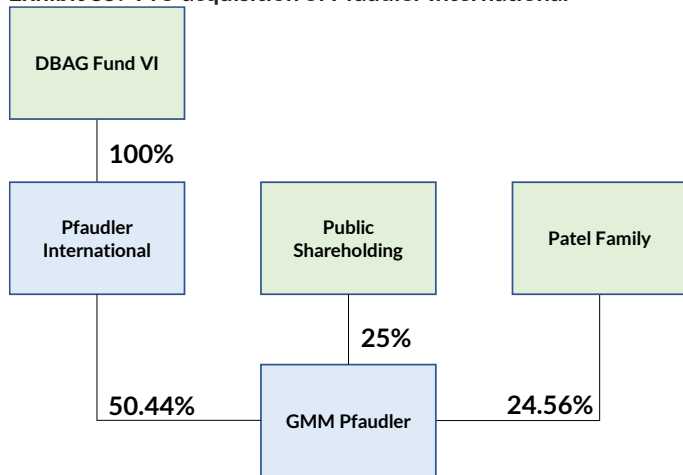 DBAG Fund VI
100%
Pfaudler
International
Public
Shareholding
Patel Family
25%
50.44%
GMM Pfaudler
24.56%